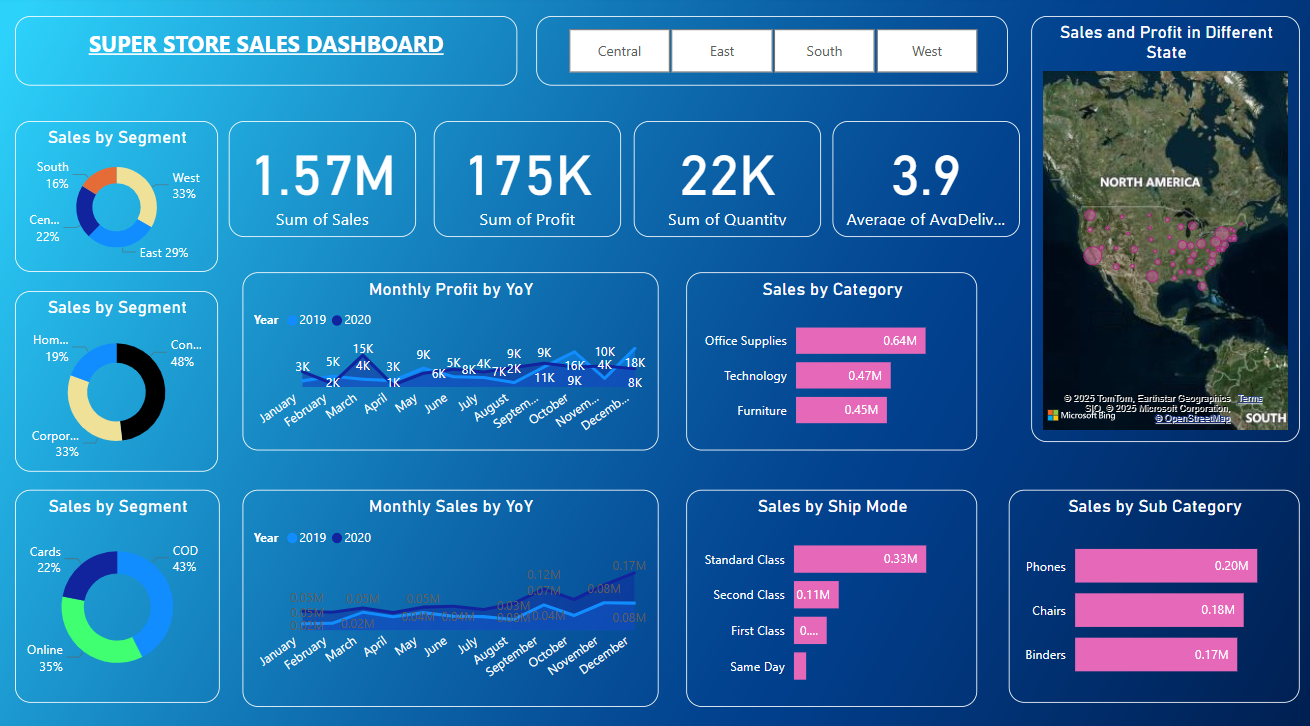 SUPER STORE SALES DASHBOARD
Central
East
South
West
Sales and Profit in Different
State
NORTH AMERICA
© 2025 TomTom, Earthstar Geographics
Terms
SIO, © 2025 Microsoft Corporation,
Microsoft Bing
© OpenStreetMap
SOUTH
Sales by Segment
South
16%
West
33%
Cen...
22%
East 29%
1.57M
Sum of Sales
175K
Sum of Profit
22K
Sum of Quantity
3.9
Average of AvgDeliv...
Sales by Segment
Hom...
19%
Con...
48%
Corpor...
33%
Monthly Profit by YoY
Year
2019
2020
3K
5K
2K
15K
4K
3K
1K
9K
6K
5K
8K
4K
7K
9K
2K
9K
11K
16K
9K
10K
4K
18K
8K
January
February
March
April
May
June
July
August
Septem...
October
Novem...
Decemb...
Sales by Category
Office Supplies
0.64M
Technology
0.47M
Furniture
0.45M
Sales by Segment
Cards
22%
COD
43%
Online
35%
Monthly Sales by YoY
Year
2019
2020
0.05M
0.02M
0.05M
0.05M
0.04M
0.04M
0.03M
0.12M
0.07M
0.04M
0.08M
0.17M
0.08M
January
February
March
April
May
June
July
August
September
October
November
December
Sales by Ship Mode
Standard Class
0.33M
Second Class
0.11M
First Class
0....
Same Day
Sales by Sub Category
Phones
0.20M
Chairs
0.18M
Binders
0.17M